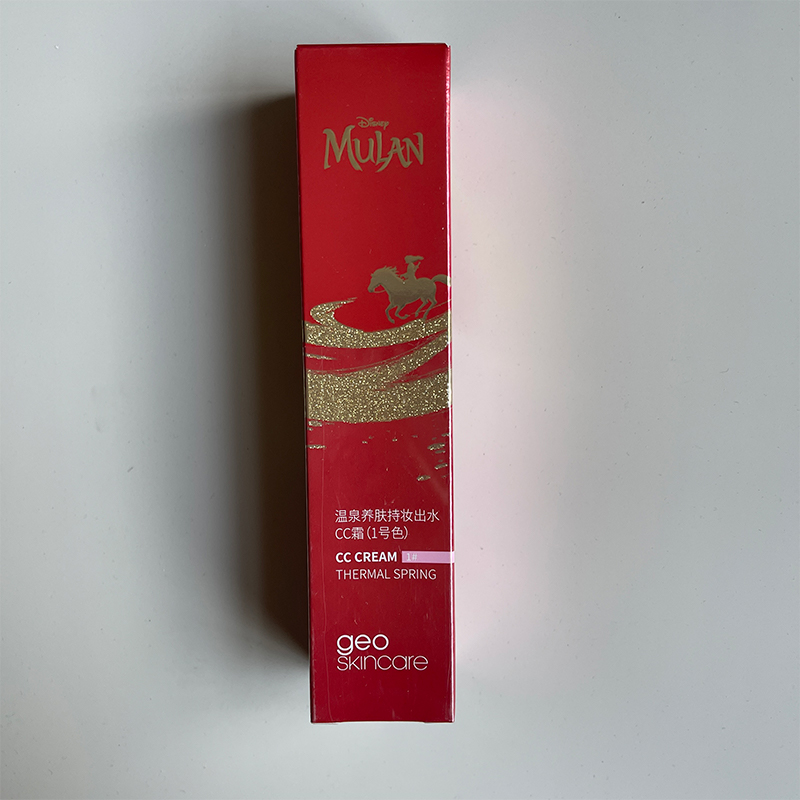 Disney
MULAN
温泉养肤持妆出水
CC霜(1号色)
CC CREAM 1#
THERMAL SPRING
geo
skincare